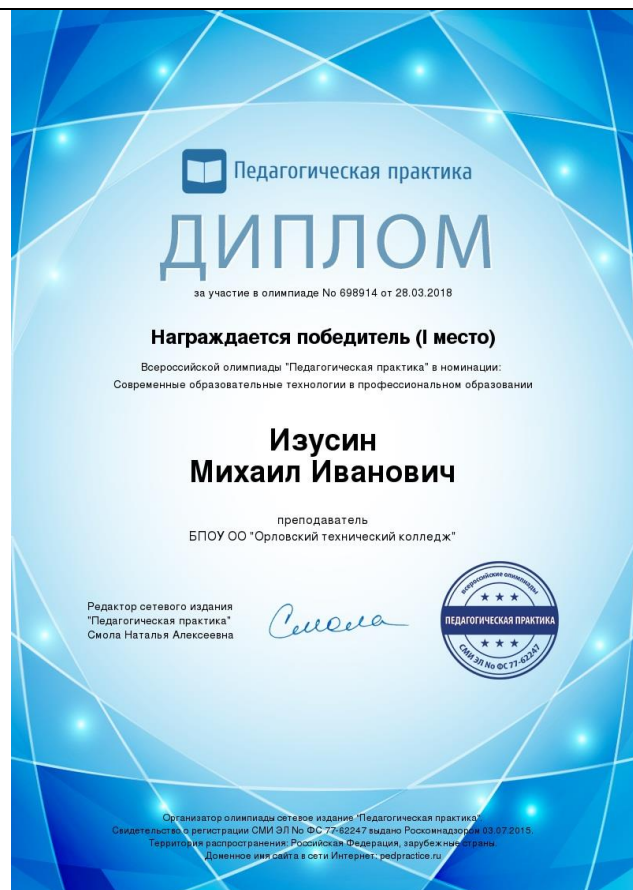 Педагогическая практика
ДИПЛОМ
за участие в олимпиаде No 698914 от 28.03.2018
Награждается победитель (I место)
Всероссийской олимпиады "Педагогическая практика" в номинации:
Современные образовательные технологии в профессиональном образовании
Изусин
Михаил Иванович
преподаватель
БПОУ ОО "Орловский технический колледж"
Редактор сетевого издания
"Педагогическая практика"
Смола Наталья Алексеевна
Смола
всероссийские олимпиады
ПЕДАГОГИЧЕСКАЯ ПРАКТИКА
СМИ ЭЛ No ФС 77-62247
Организатор олимпиады сетевое издание "Педагогическая практика".
Свидетельство о регистрации СМИ ЭЛ No ФС 77-62247 выдано Роскомнадзором 03.07.2015.
Территория распространения: Российская Федерация, зарубежные страны
Доменное имя сайта в сети Интернет: pedpractice.ru